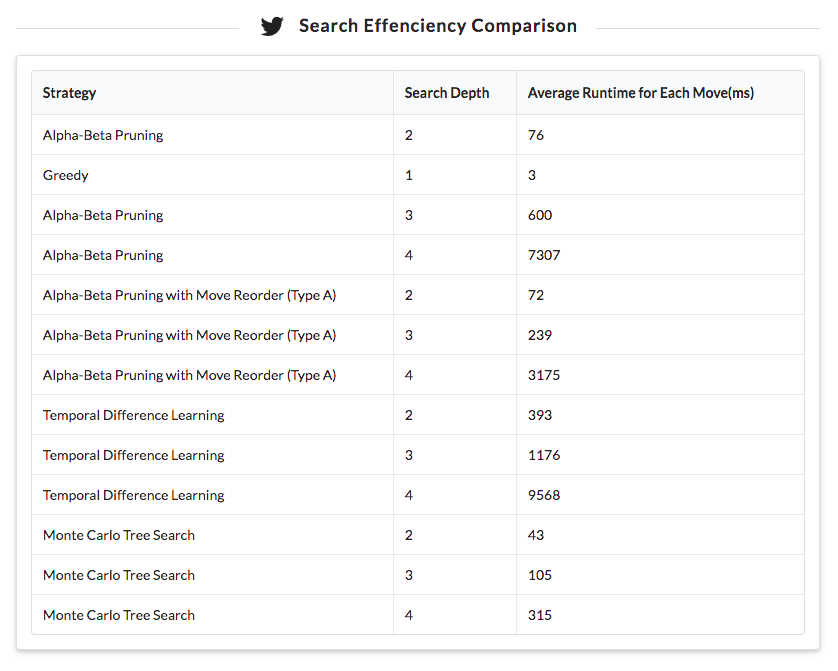 Search Effenciency Comparison
Strategy Search Depth Average Runtime for Each Move(ms)
Alpha-Beta Pruning 2 76
Greedy 1 3
Alpha-Beta Pruning 3 600
Alpha-Beta Pruning 4 7307
Alpha-Beta Pruning with Move Reorder (Type A) 2 72
Alpha-Beta Pruning with Move Reorder (Type A) 3 239
Alpha-Beta Pruning with Move Reorder (Type A) 4 3175
Temporal Difference Learning 2 393
Temporal Difference Learning 3 1176
Temporal Difference Learning 4 9568
Monte Carlo Tree Search 2 43
Monte Carlo Tree Search 3 105
Monte Carlo Tree Search 4 315